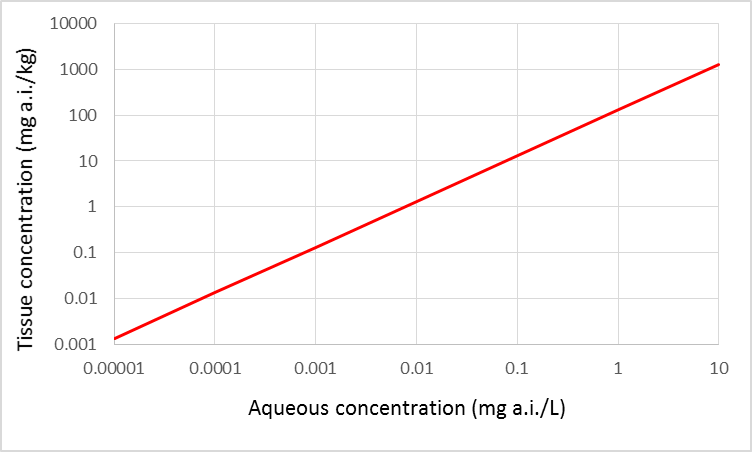 Tissue concentration (mg a.i./kg)
10000
1000
100
10
1
0.1
0.01
0.001
0.00001 0.0001 0.001 0.01 0.1 1 10
Aqueous concentration (mg a.i./L)